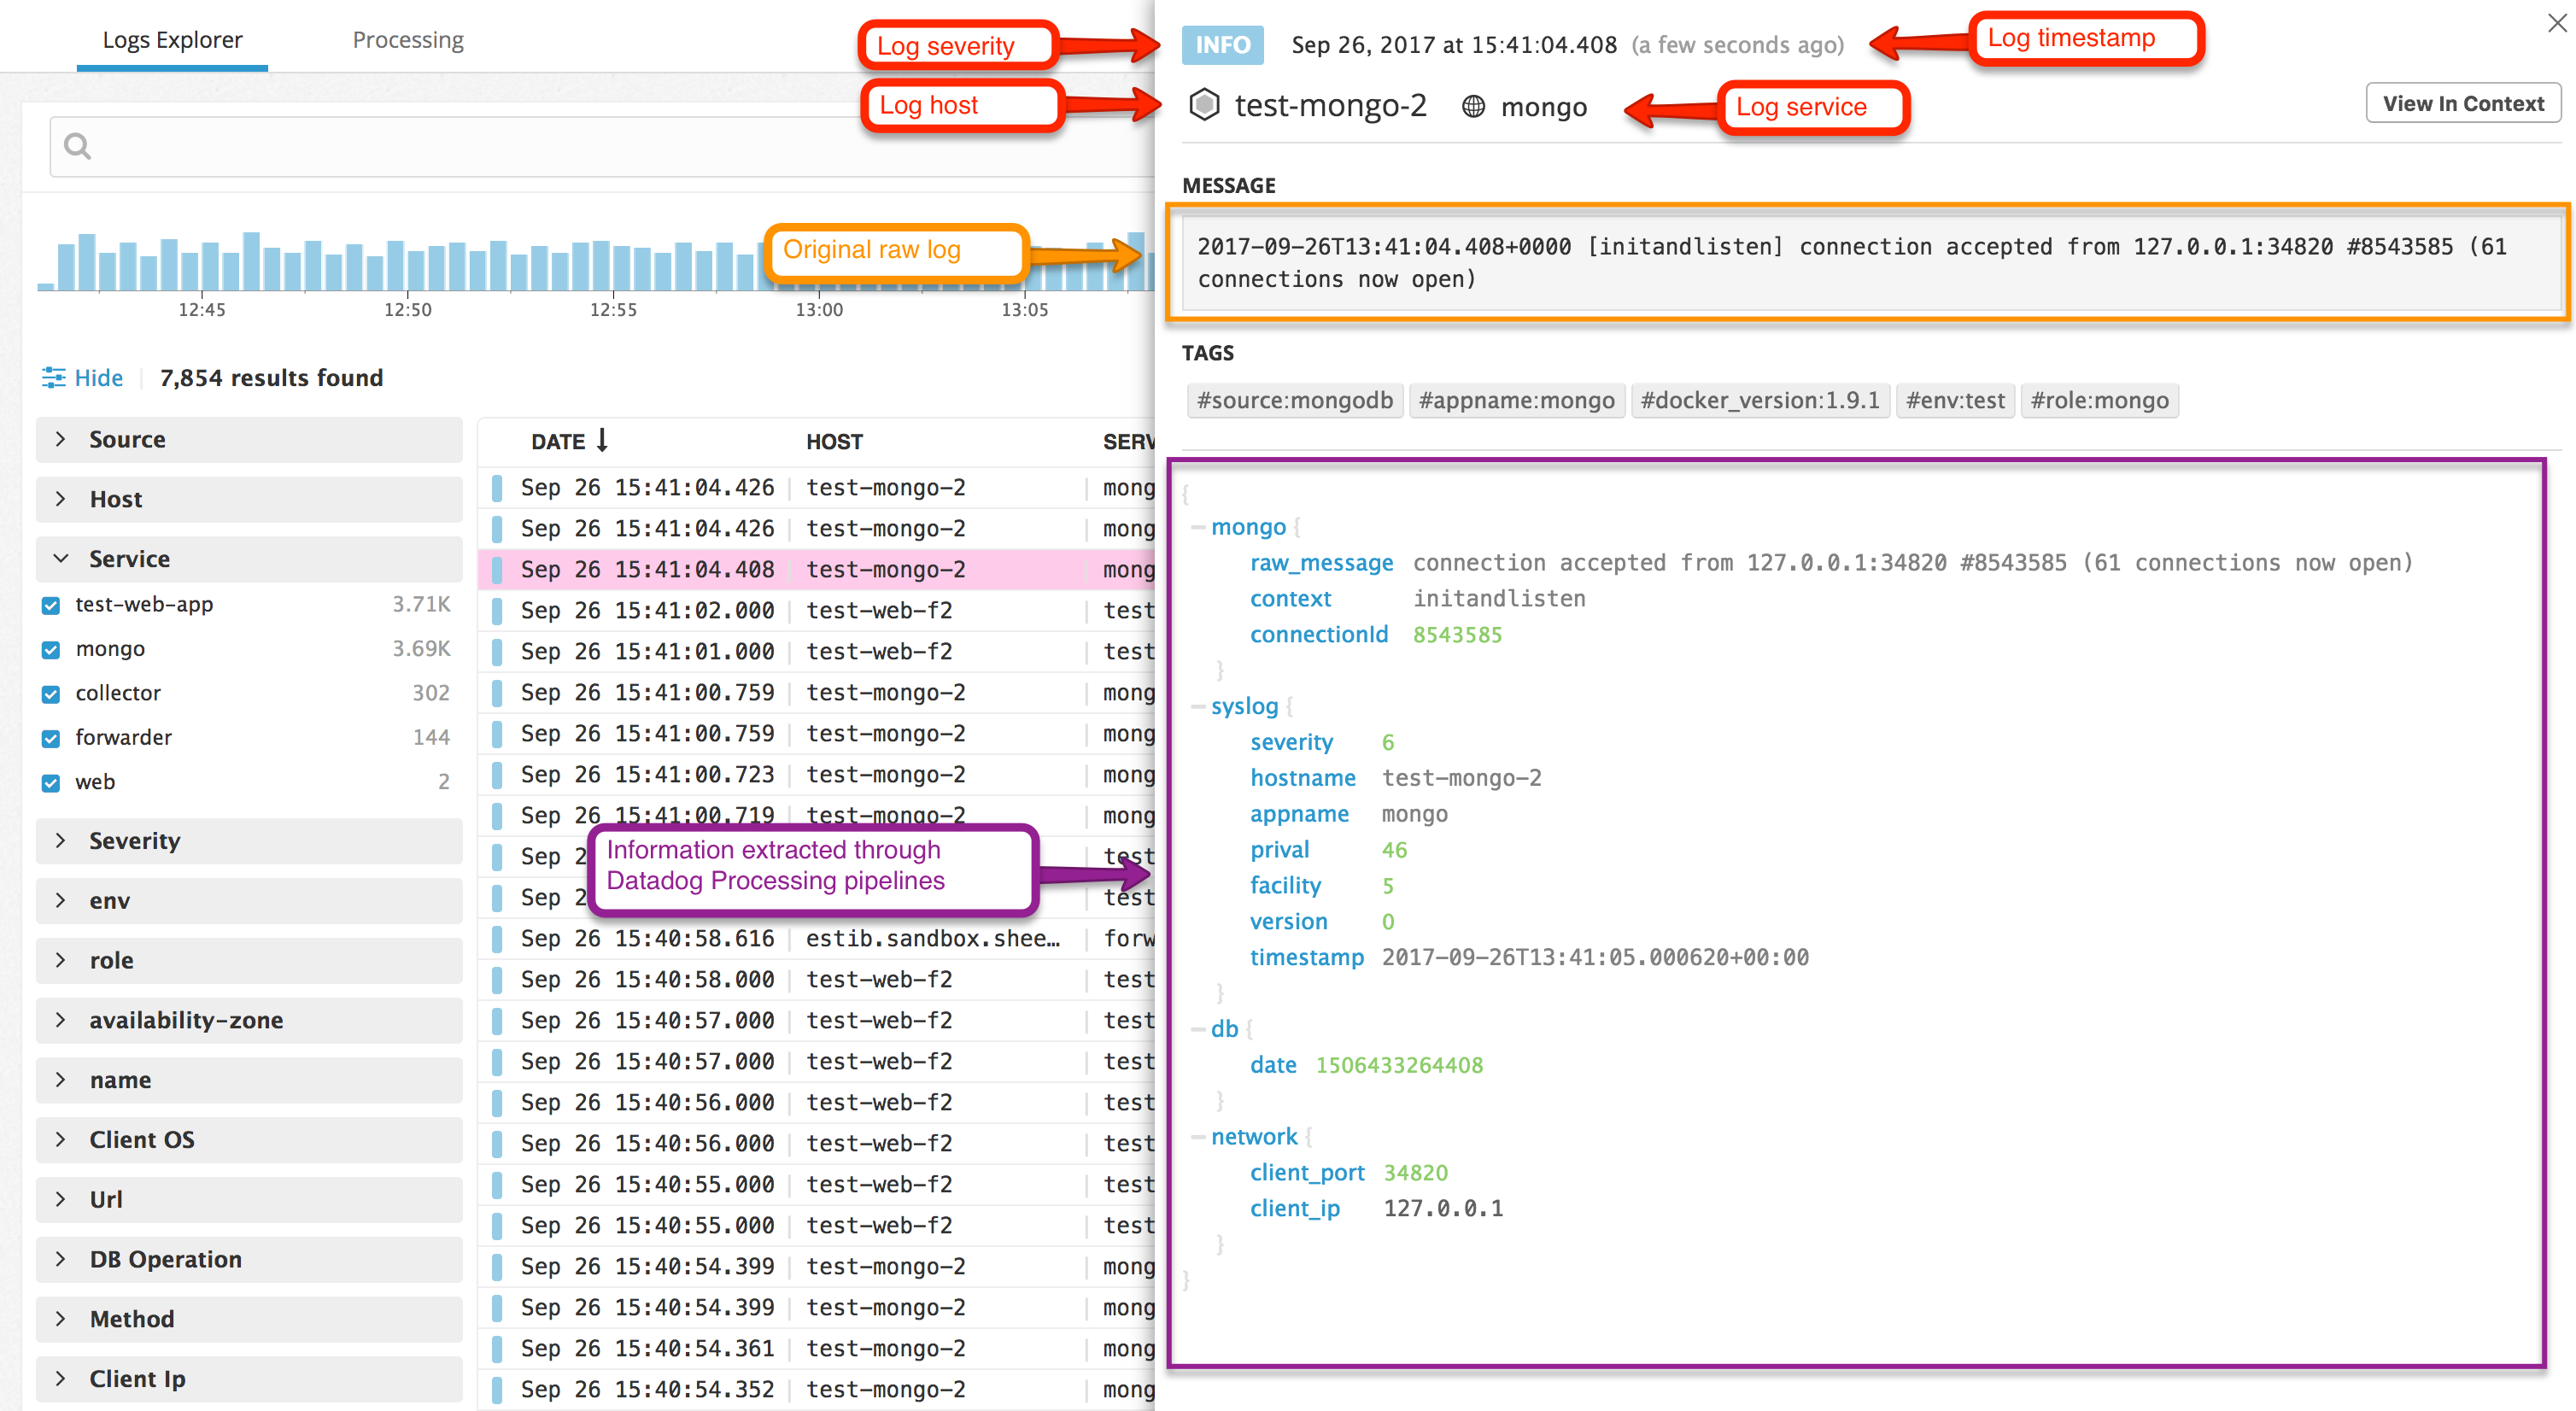 Logs Explorer
Processing
Log severity
Log host
12:45 12:50 12:55 13:00 13:05
Original raw log
Hide 7,854 results found
Source
Host
Service
test-web-app 3.71K
mongo 3.69K
collector 302
forwarder 144
web 2
Severity
env
role
availability-zone
name
Client OS
Url
DB Operation
Method
Client Ip
DATE ↓ HOST SERV
Sep 26 15:41:04.426 test-mongo-2 mong
Sep 26 15:41:04.426 test-mongo-2 mong
Sep 26 15:41:04.408 test-mongo-2 mong
Sep 26 15:41:02.000 test-web-f2 test
Sep 26 15:41:01.000 test-web-f2 test
Sep 26 15:41:00.759 test-mongo-2 mong
Sep 26 15:41:00.759 test-mongo-2 mong
Sep 26 15:41:00.723 test-mongo-2 mong
Sep 26 15:41:00.719 test-mongo-2 mong
Sep 2 test
Sep 2 test
Information extracted through
Datadog Processing pipelines
Sep 26 15:40:58.616 estib.sandbox.shee… forw
Sep 26 15:40:58.000 test-web-f2 test
Sep 26 15:40:57.000 test-web-f2 test
Sep 26 15:40:57.000 test-web-f2 test
Sep 26 15:40:56.000 test-web-f2 test
Sep 26 15:40:56.000 test-web-f2 test
Sep 26 15:40:55.000 test-web-f2 test
Sep 26 15:40:55.000 test-web-f2 test
Sep 26 15:40:54.399 test-mongo-2 mong
Sep 26 15:40:54.399 test-mongo-2 mong
Sep 26 15:40:54.361 test-mongo-2 mong
Sep 26 15:40:54.352 test-mongo-2 mong
INFO Sep 26, 2017 at 15:41:04.408 (a few seconds ago)
Log timestamp
test-mongo-2 mongo
Log service
View In Context
MESSAGE
2017-09-26T13:41:04.408+0000 [initandlisten] connection accepted from 127.0.0.1:34820 #8543585 (61
connections now open)
TAGS
#source:mongodb #appname:mongo #docker_version:1.9.1 #env:test #role:mongo
{
mongo {
raw_message connection accepted from 127.0.0.1:34820 #8543585 (61 connections now open)
context initandlisten
connectionId 8543585
}
syslog {
severity 6
hostname test-mongo-2
appname mongo
prival 46
facility 5
version 0
timestamp 2017-09-26T13:41:05.000620+00:00
}
db {
date 1506433264408
}
network {
client_port 34820
client_ip 127.0.0.1
}
}